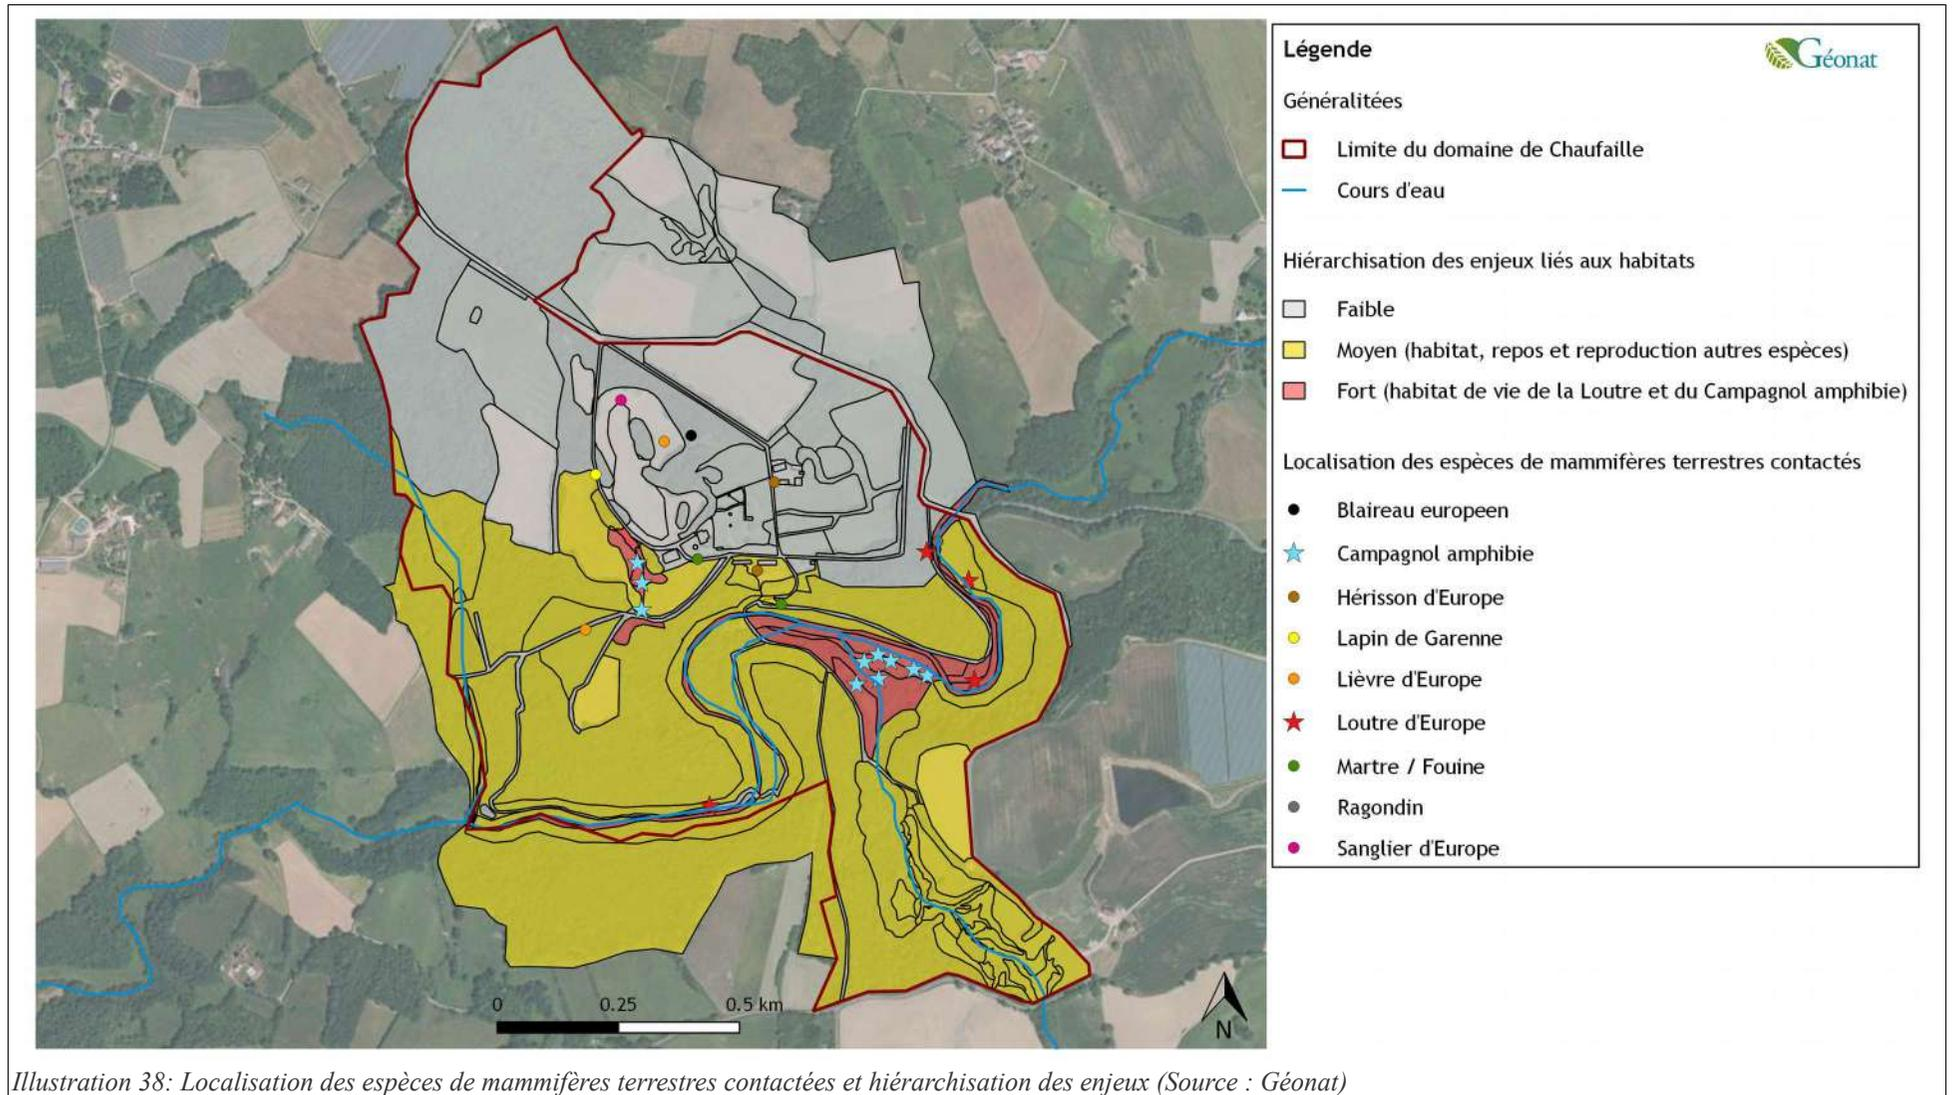 Légende
Géonat
Généralitées
Limite du domaine de Chaufaille
Cours d'eau
Hiérarchisation des enjeux liés aux habitats
Faible
Moyen (habitat, repos et reproduction autres espèces)
Fort (habitat de vie de la Loutre et du Campagnol amphibie)
Localisation des espèces de mammifères terrestres contactés
Blaireau europeen
Campagnol amphibie
Hérisson d'Europe
Lapin de Garenne
Lièvre d'Europe
Loutre d'Europe
Martre / Fouine
Ragondin
Sanglier d'Europe
0 0.25 0.5 km
N
Illustration 38: Localisation des espèces de mammifères terrestres contactées et hiérarchisation des enjeux (Source : Géonat)